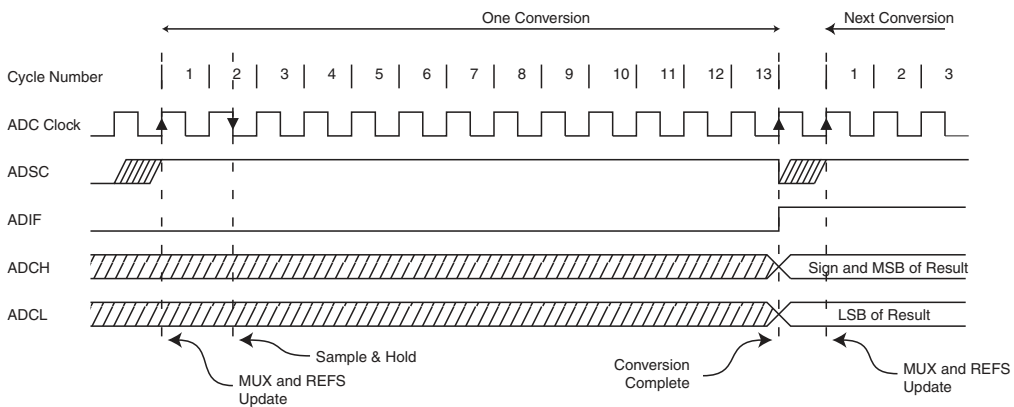 One Conversion
Next Conversion
Cycle Number 1 2 3 4 5 6 7 8 9 10 11 12 13 1 2 3
ADC Clock
ADSC
ADIF
ADCH
Sign and MSB of Result
ADCL
LSB of Result
Sample & Hold
MUX and REFS
Update
Conversion
Complete
MUX and REFS
Update